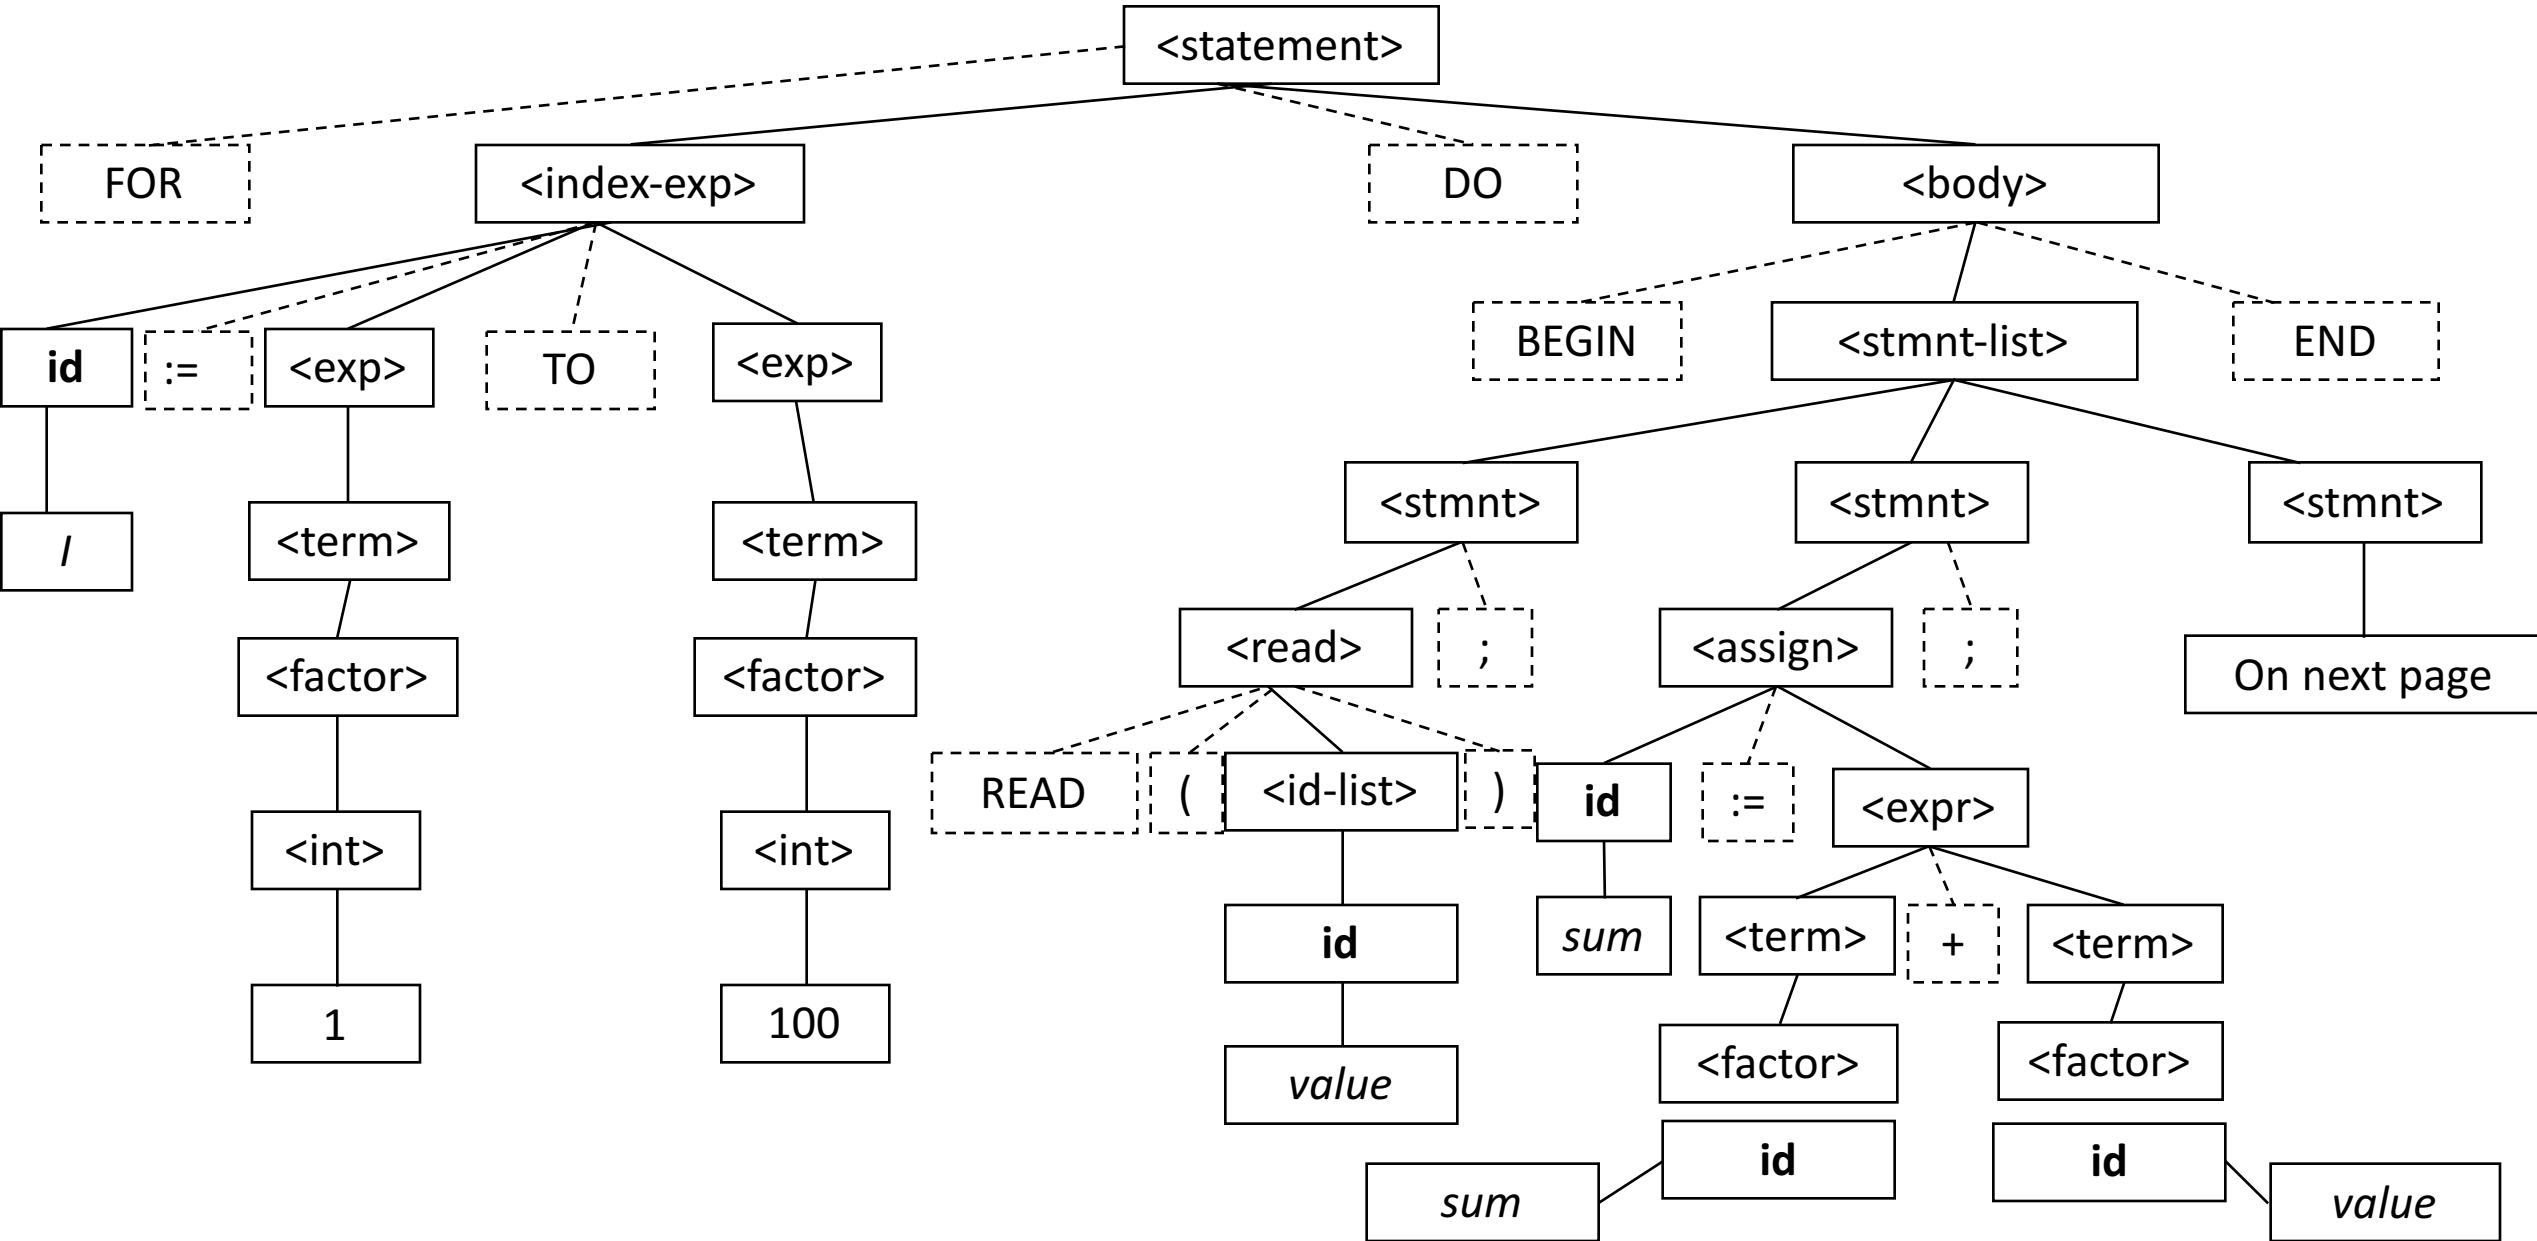 <statement>
FOR
<index-exp>
DO
<body>
id
:=
<exp>
TO
<exp>
BEGIN
<stmnt-list>
END
I
<term>
<term>
<stmnt>
<stmnt>
<stmnt>
<factor>
<factor>
<read>
;
<assign>
;
On next page
<int>
<int>
READ
(
<id-list>
)
id
:=
<expr>
1
100
id
sum
<term>
+
<term>
value
<factor>
<factor>
sum
id
id
value